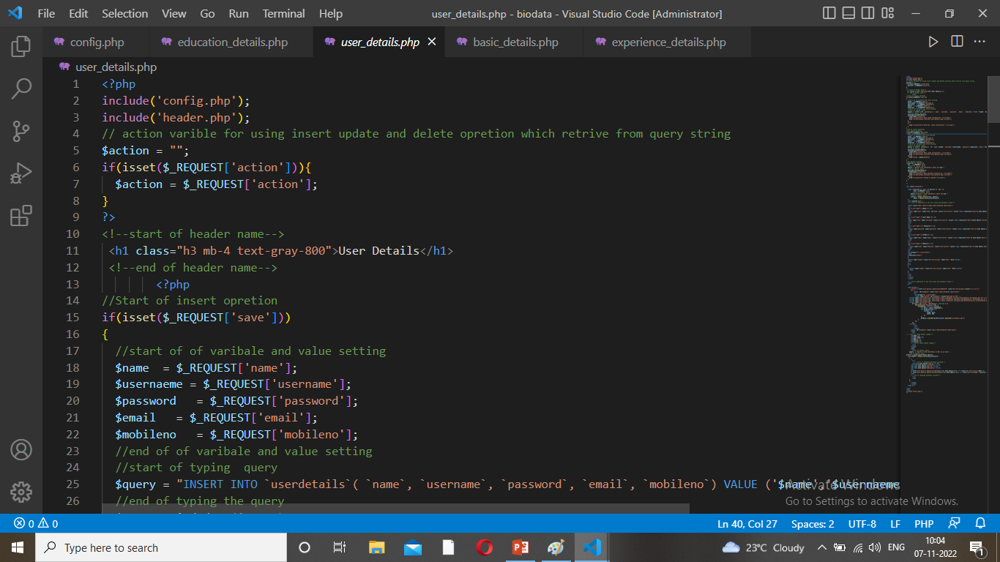 File Edit Selection View Go Run Terminal Help user_details.php - biodata - Visual Studio Code [Administrator]
config.php education_details.php user_details.php basic_details.php experience_details.php
user_details.php
1 <?php
2 include('config.php');
3 include('header.php');
4 // action varible for using insert update and delete opretion which retrive from query string
5 $action = "";
6 if(isset($_REQUEST['action'])){
7 $action = $_REQUEST['action'];
8 }
9 ?>
10 <!--start of header name-->
11 <h1 class="h3 mb-4 text-gray-800">User Details</h1>
12 <!--end of header name-->
13 <?php
14 //Start of insert opretion
15 if(isset($_REQUEST['save']))
16 {
17 //start of of varibale and value setting
18 $name = $_REQUEST['name'];
19 $usernaeme = $_REQUEST['username'];
20 $password = $_REQUEST['password'];
21 $email = $_REQUEST['email'];
22 $mobileno = $_REQUEST['mobileno'];
23 //end of of varibale and value setting
24 //start of typing query
25 $query = "INSERT INTO `userdetails`( `name`, `username`, `password`, `email`, `mobileno`) VALUE ('$name','$usernaeme
26 //end of typing the query
Activate Windows
Go to Settings to activate Windows.
0 0 Ln 40, Col 27 Spaces: 2 UTF-8 LF PHP
Type here to search 23°C Cloudy ENG 10:04
07-11-2022 1